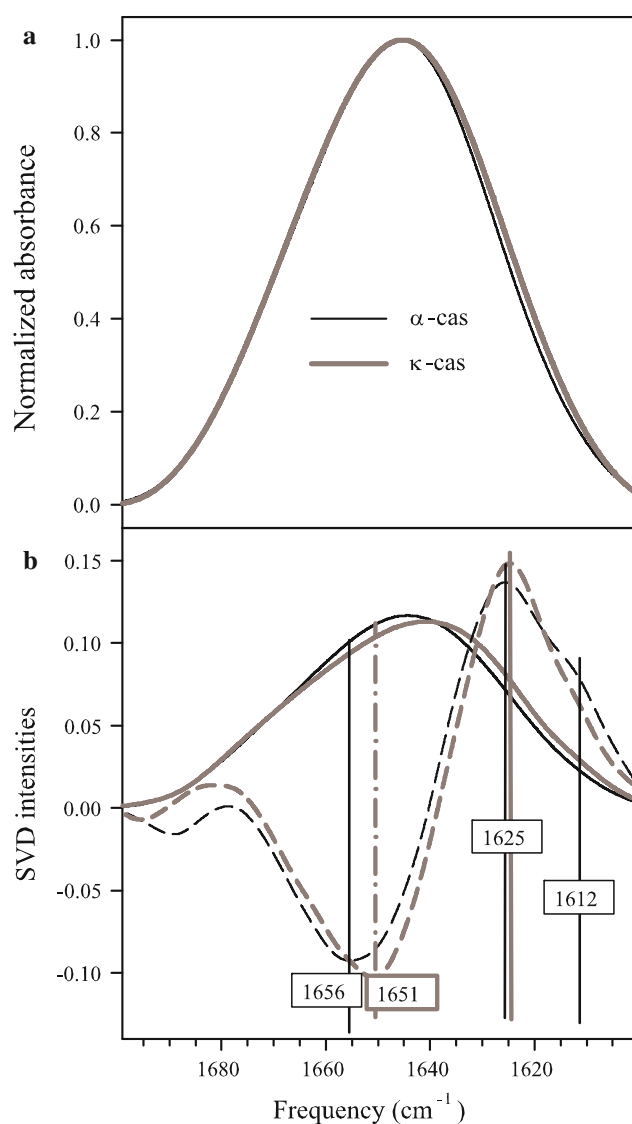 a
1.0
0.8
0.6
0.4
0.2
0.0
Normalized absorbance
α-cas
κ-cas
b
0.15
0.10
0.05
0.00
-0.05
-0.10
SVD intensities
1625
1612
1656
1651
1680
1660
1640
1620
Frequency (cm⁻¹)